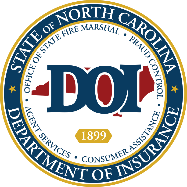 STATE OF NORTH CAROLINA
OFFICE OF STATE FIRE MARSHAL • FRAUD CONTROL
DOI
1899
AGENT SERVICES • CONSUMER ASSISTANCE
DEPARTMENT OF INSURANCE